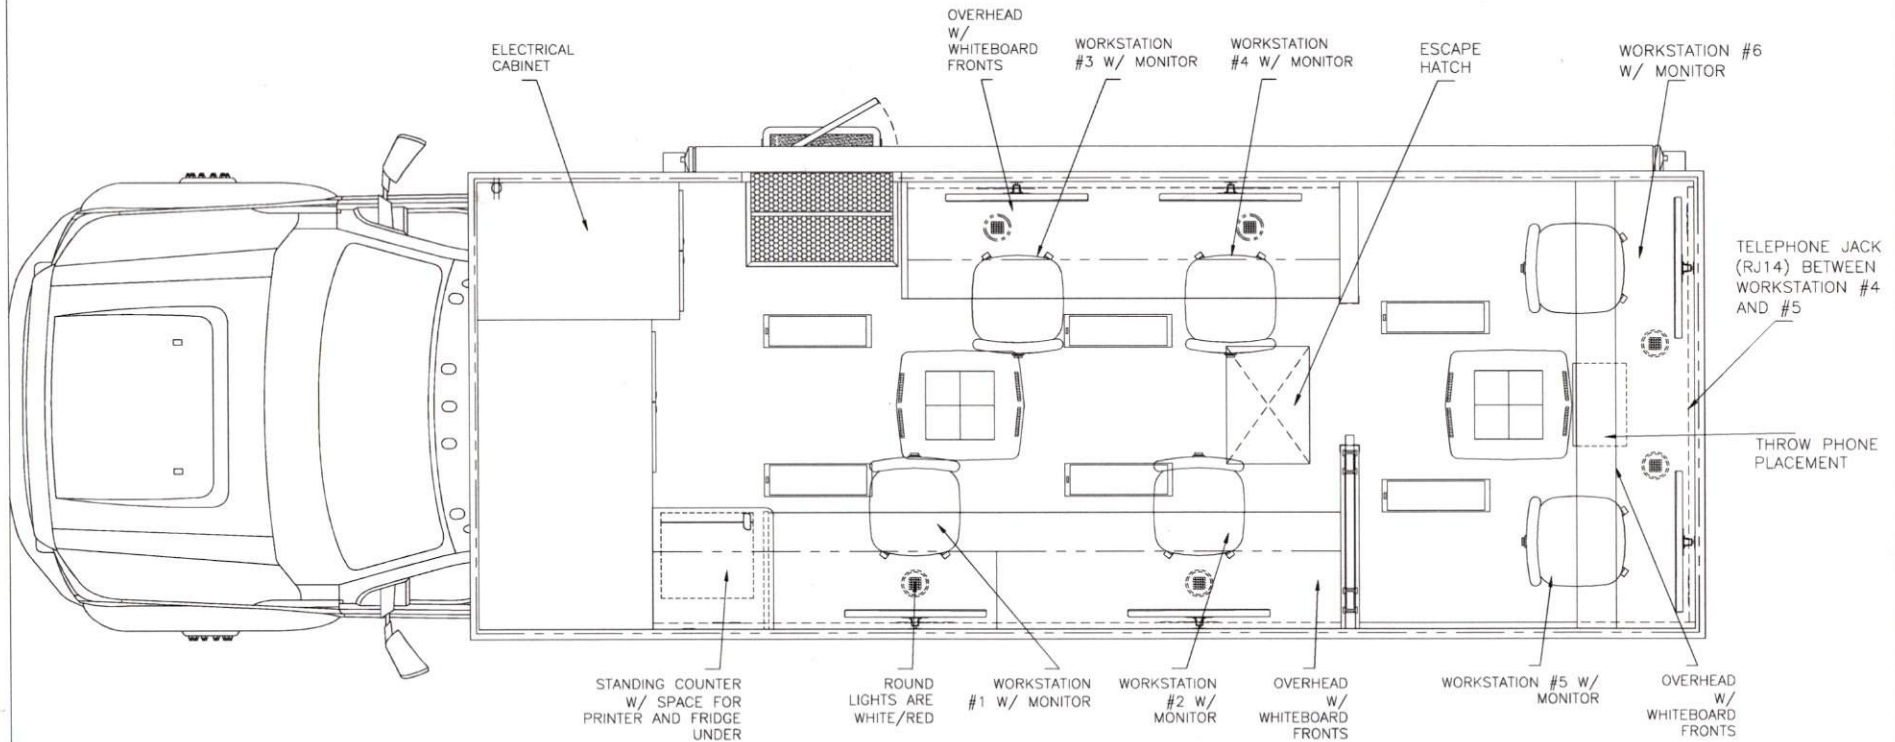 ELECTRICAL
CABINET
OVERHEAD
W/
WHITEBOARD
FRONTS
WORKSTATION
#3 W/ MONITOR
WORKSTATION
#4 W/ MONITOR
ESCAPE
HATCH
WORKSTATION #6
W/ MONITOR
TELEPHONE JACK
(RJ14) BETWEEN
WORKSTATION #4
AND #5
THROW PHONE
PLACEMENT
STANDING COUNTER
W/ SPACE FOR
PRINTER AND FRIDGE
UNDER
ROUND
LIGHTS ARE
WHITE/RED
WORKSTATION
#1 W/ MONITOR
WORKSTATION
#2 W/
MONITOR
OVERHEAD
W/
WHITEBOARD
FRONTS
WORKSTATION #5 W/
MONITOR
OVERHEAD
W/
WHITEBOARD
FRONTS